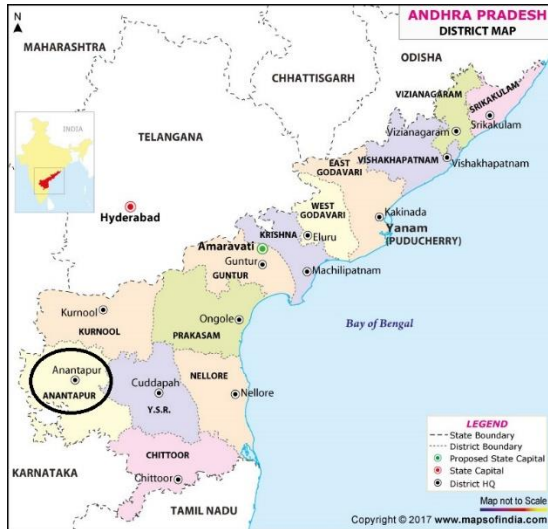 ANDHRA PRADESH
DISTRICT MAP
N
MAHARASHTRA
ODISHA
CHHATTISGARH
VIZIANAGARAM
SRIKAKULAM
Srikakulam
TELANGANA
Vizianagaram
INDIA
VISHAKHAPATNAM
Vishakhapatnam
EAST
GODAVARI
WEST
GODAVARI
Hyderabad
Kakinada
KRISHNA
Eluru
Yanam
(PUDUCHERRY)
Amaravati
Guntur
GUNTUR
Machilipatnam
Kurnool
Ongole
Bay of Bengal
KURNOOL
PRAKASAM
Anantapur
ANANTAPUR
Cuddapah
Y.S.R.
NELLORE
Nellore
CHITTOOR
Chittoor
KARNATAKA
TAMIL NADU
LEGEND
State Boundary
District Boundary
Proposed State Capital
State Capital
District HQ
Map not to Scale
Copyright © 2017 www.mapsofindia.com